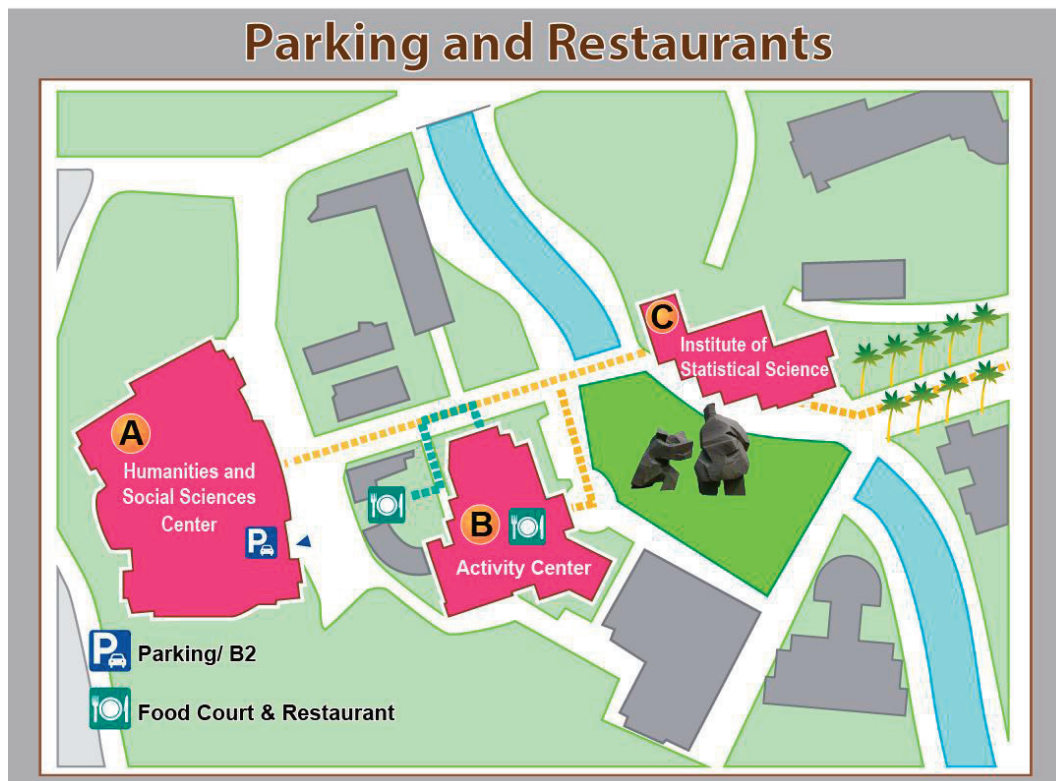 Parking and Restaurants
C
Institute of
Statistical Science
A
Humanities and
Social Sciences
Center
P
B
Activity Center
P
Parking/ B2
Food Court & Restaurant